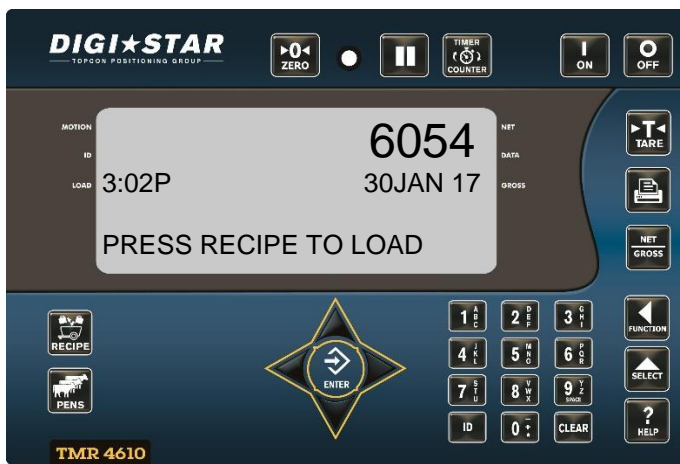 DIGI★STAR
TOPCON POSITIONING GROUP
0
ZERO
TIMER
COUNTER
I
ON
O
OFF
MOTION
ID
LOAD
6054
3:02P 30JAN 17
PRESS RECIPE TO LOAD
NET
DATA
GROSS
T
TARE
NET
GROSS
RECIPE
PENS
ENTER
1 A B C
2 D E F
3 G H I
4 J K L
5 M N O
6 P Q R
7 S T U
8 V W X
9 Y Z SPACE
ID
0 - + *
CLEAR
FUNCTION
SELECT
?
HELP
TMR 4610